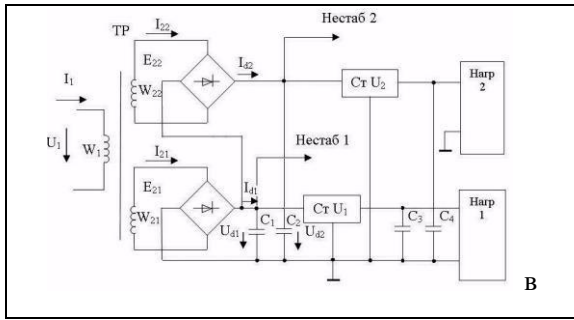 Нестаб 2
ТР
I22
E22
Id2
W22
Ст U2
Нагр
2
I1
U1
W1
Нестаб 1
I21
E21
Id1
W21
Ст U1
Ud1
C1
C2
Ud2
C3
C4
Нагр
1
В